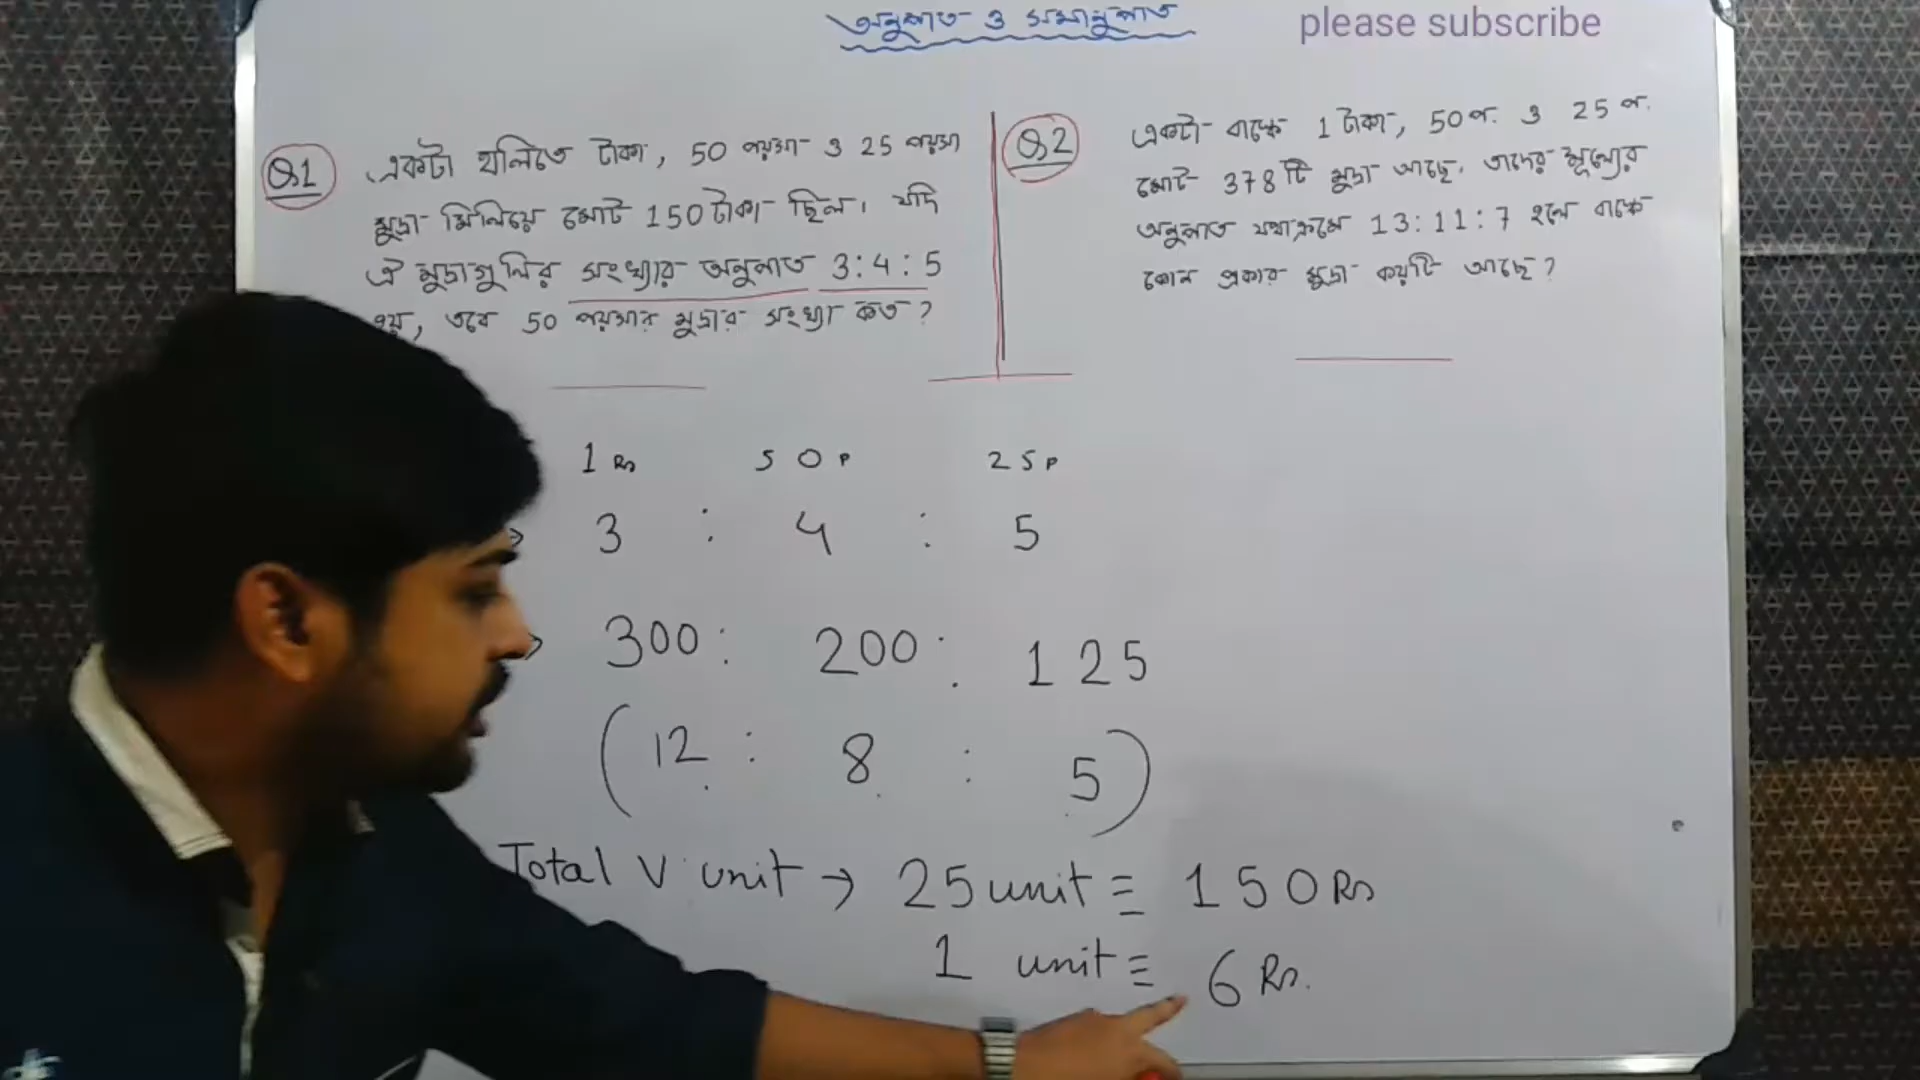 অনুপাত ও সমানুপাত
please subscribe
Q1 একটা থলিতে টাকা, 50 পয়সা ও 25 পয়সা
মুদ্রা মিলিয়ে মোট 150 টাকা ছিল। যদি
ঐ মুদ্রাগুলির সংখ্যার অনুপাত 3:4:5
হয়, তবে 50 পয়সার মুদ্রার সংখ্যা কত?
Q2 একটা বাক্সে 1 টাকা, 50 প. ও 25 প.
মোট 378 টি মুদ্রা আছে. তাদের মূল্যের
অনুপাত যথাক্রমে 13:11:7 হলে বাক্সে
কোন প্রকার মুদ্রা কয়টি আছে?
1 Rs 50 P 25 P
3 : 4 : 5
300 : 200 : 125
(12 : 8 : 5)
Total V unit → 25 unit ≡ 150 Rs
1 unit ≡ 6 Rs.